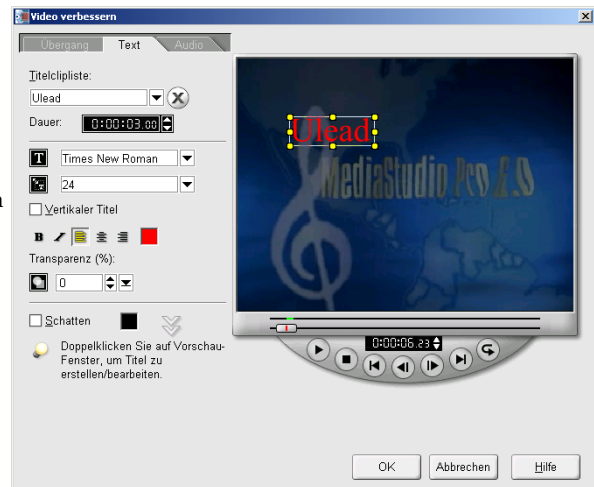 Video verbessern
Übergang Text Audio
Titelclipliste:
Ulead
Dauer: 0:00:03.00
T Times New Roman
24
Vertikaler Titel
B I
Transparenz (%):
0
Schatten
Doppelklicken Sie auf Vorschau-
Fenster, um Titel zu
erstellen/bearbeiten.
Ulead
MediaStudio Pro
0:00:06.23
OK Abbrechen Hilfe